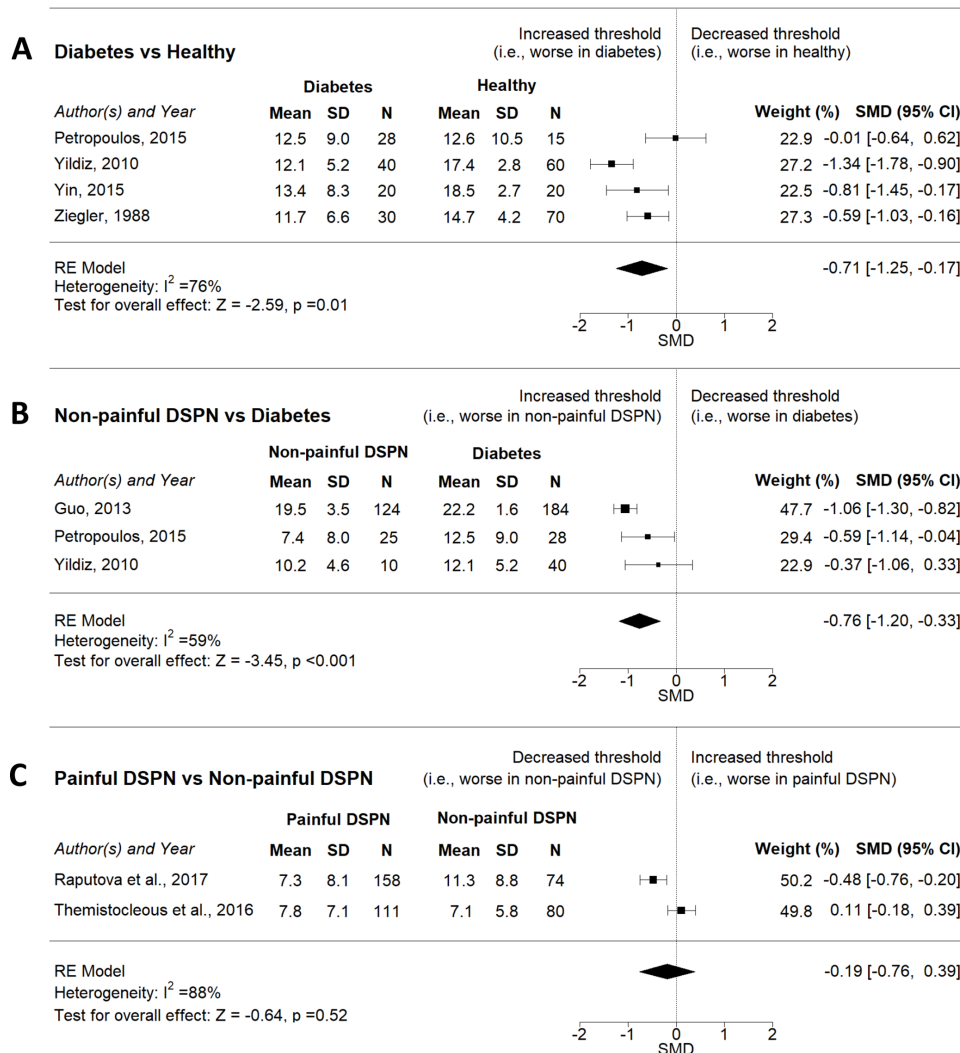 A
Diabetes vs Healthy
Increased threshold
(i.e., worse in diabetes)
Decreased threshold
(i.e., worse in healthy)
Diabetes Healthy
Author(s) and Year Mean SD N Mean SD N Weight (%) SMD (95% CI)
Petropoulos, 2015 12.5 9.0 28 12.6 10.5 15 22.9 -0.01 [-0.64, 0.62]
Yildiz, 2010 12.1 5.2 40 17.4 2.8 60 27.2 -1.34 [-1.78, -0.90]
Yin, 2015 13.4 8.3 20 18.5 2.7 20 22.5 -0.81 [-1.45, -0.17]
Ziegler, 1988 11.7 6.6 30 14.7 4.2 70 27.3 -0.59 [-1.03, -0.16]
RE Model -0.71 [-1.25, -0.17]
Heterogeneity: I² =76%
Test for overall effect: Z = -2.59, p =0.01
-2 -1 0 1 2
SMD
B
Non-painful DSPN vs Diabetes
Increased threshold
(i.e., worse in non-painful DSPN)
Decreased threshold
(i.e., worse in diabetes)
Non-painful DSPN Diabetes
Author(s) and Year Mean SD N Mean SD N Weight (%) SMD (95% CI)
Guo, 2013 19.5 3.5 124 22.2 1.6 184 47.7 -1.06 [-1.30, -0.82]
Petropoulos, 2015 7.4 8.0 25 12.5 9.0 28 29.4 -0.59 [-1.14, -0.04]
Yildiz, 2010 10.2 4.6 10 12.1 5.2 40 22.9 -0.37 [-1.06, 0.33]
RE Model -0.76 [-1.20, -0.33]
Heterogeneity: I² =59%
Test for overall effect: Z = -3.45, p <0.001
-2 -1 0 1 2
SMD
C
Painful DSPN vs Non-painful DSPN
Decreased threshold
(i.e., worse in non-painful DSPN)
Increased threshold
(i.e., worse in painful DSPN)
Painful DSPN Non-painful DSPN
Author(s) and Year Mean SD N Mean SD N Weight (%) SMD (95% CI)
Raputova et al., 2017 7.3 8.1 158 11.3 8.8 74 50.2 -0.48 [-0.76, -0.20]
Themistocleous et al., 2016 7.8 7.1 111 7.1 5.8 80 49.8 0.11 [-0.18, 0.39]
RE Model -0.19 [-0.76, 0.39]
Heterogeneity: I² =88%
Test for overall effect: Z = -0.64, p =0.52
-2 -1 0 1 2
SMD